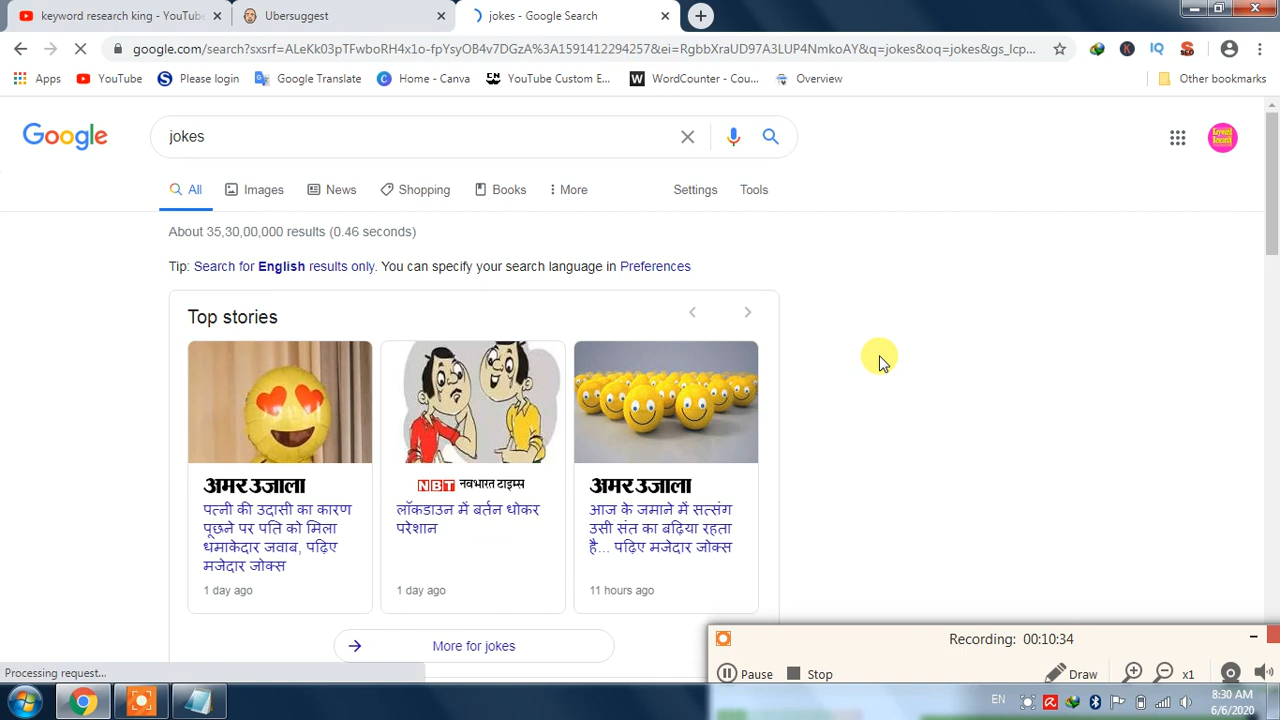 keyword research king - YouTube
Ubersuggest
jokes - Google Search
google.com/search?sxsrf=ALeKk03pTFwboRH4x1o-fpYsyOB4v7DGzA%3A1591412294257&ei=RgbbXraUD97A3LUP4NmkoAY&q=jokes&oq=jokes&gs_lcp...
Apps
YouTube
Please login
Google Translate
Home - Canva
YouTube Custom E...
WordCounter - Cou...
Overview
Other bookmarks
Google
jokes
Keyword
Research
All
Images
News
Shopping
Books
More
Settings
Tools
About 35,30,00,000 results (0.46 seconds)
Tip: Search for English results only. You can specify your search language in Preferences
Top stories
अमर उजाला
पत्नी की उदासी का कारण
पूछने पर पति को मिला
धमाकेदार जवाब, पढ़िए
मजेदार जोक्स
1 day ago
NBT नवभारत टाइम्स
लॉकडाउन में बर्तन धोकर
परेशान
1 day ago
अमर उजाला
आज के जमाने में सत्संग
उसी संत का बढ़िया रहता
है... पढ़िए मजेदार जोक्स
11 hours ago
More for jokes
Recording: 00:10:34
Pause
Stop
Draw
x1
Processing request...
EN
8:30 AM
6/6/2020